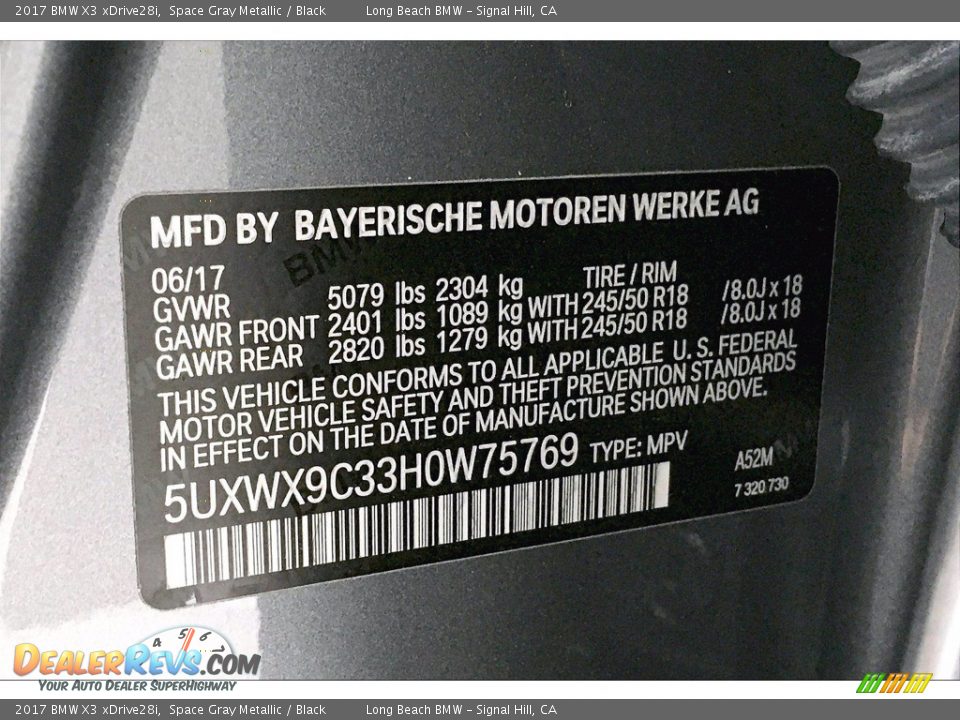 2017 BMW X3 xDrive28i, Space Gray Metallic / Black Long Beach BMW - Signal Hill, CA
MFD BY BAYERISCHE MOTOREN WERKE AG
06/17 TIRE / RIM
GVWR 5079 lbs 2304 kg
GAWR FRONT 2401 lbs 1089 kg WITH 245/50 R18 /8.0J x 18
GAWR REAR 2820 lbs 1279 kg WITH 245/50 R18 /8.0J x 18
THIS VEHICLE CONFORMS TO ALL APPLICABLE U. S. FEDERAL
MOTOR VEHICLE SAFETY AND THEFT PREVENTION STANDARDS
IN EFFECT ON THE DATE OF MANUFACTURE SHOWN ABOVE.
5UXWX9C33H0W75769 TYPE: MPV A52M
7 320 730
4 5 6
DEALERREVS.COM
YOUR AUTO DEALER SUPERHIGHWAY
2017 BMW X3 xDrive28i, Space Gray Metallic / Black Long Beach BMW - Signal Hill, CA